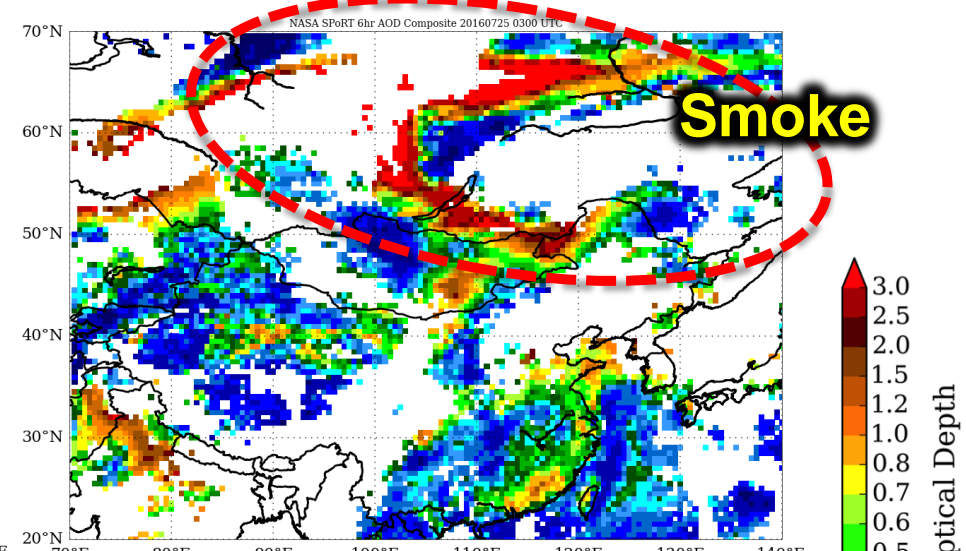 NASA SPoRT 6hr AOD Composite 20160725 0300 UTC
70°N
Smoke
60°N
50°N
3.0
2.5
40°N
2.0
1.5
1.2
30°N
1.0
0.8
0.7
0.6
20°N
0.5
ptical Depth
E 70°E 80°E 90°E 100°E 110°E 120°E 130°E 140°E